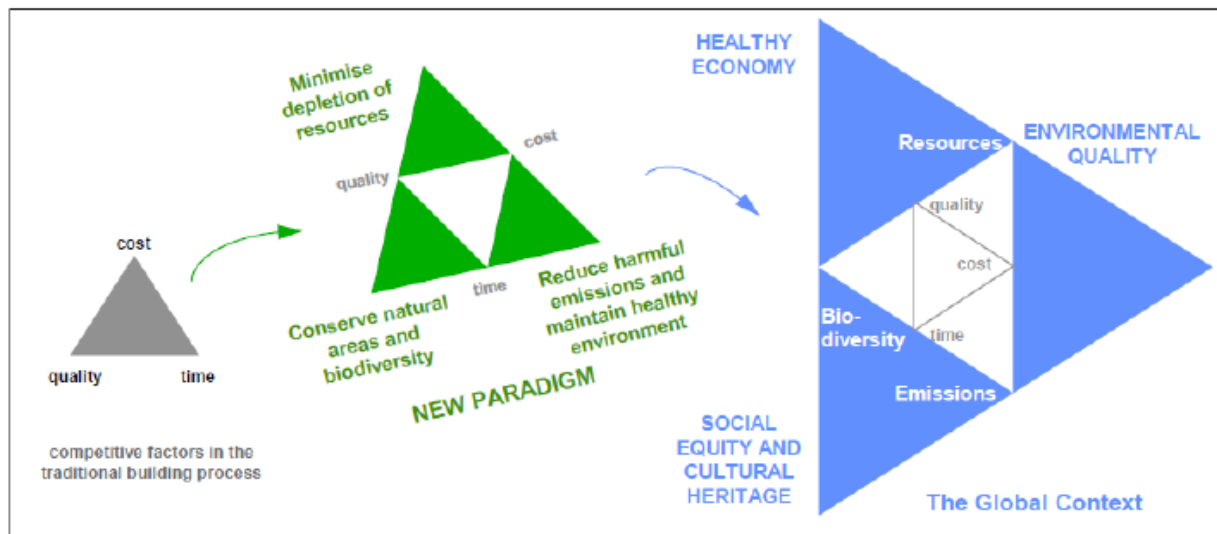 cost
quality
time
competitive factors in the
traditional building process
Minimise
depletion of
resources
quality
cost
time
Conserve natural
areas and
biodiversity
Reduce harmful
emissions and
maintain healthy
environment
NEW PARADIGM
HEALTHY
ECONOMY
Resources
ENVIRONMENTAL
QUALITY
quality
cost
time
Bio-
diversity
Emissions
SOCIAL
EQUITY AND
CULTURAL
HERITAGE
The Global Context